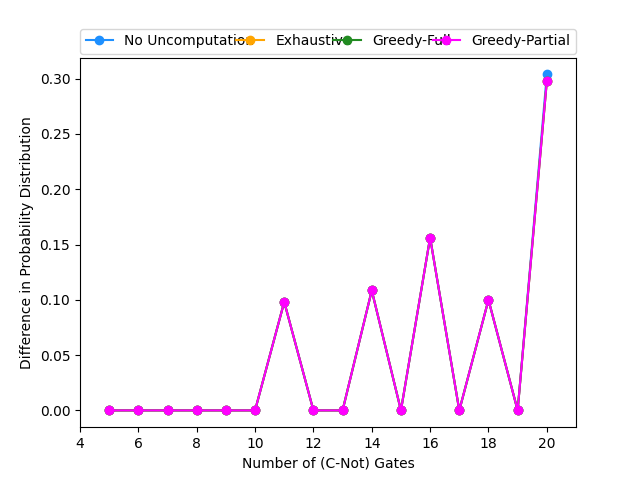 No Uncomputation Exhaustive Greedy-Full Greedy-Partial
0.30
0.25
0.20
0.15
0.10
0.05
0.00
Difference in Probability Distribution
4 6 8 10 12 14 16 18 20
Number of (C-Not) Gates